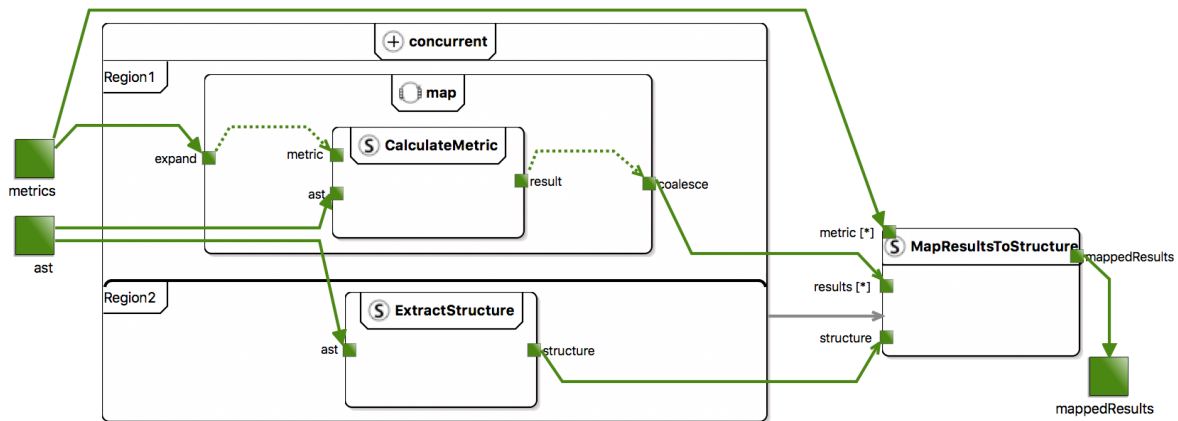 concurrent
Region1
map
S CalculateMetric
expand
metric
ast
result
coalesce
metrics
ast
metric [*]
S MapResultsToStructure
mappedResults
results [*]
structure
Region2
S ExtractStructure
ast
structure
mappedResults